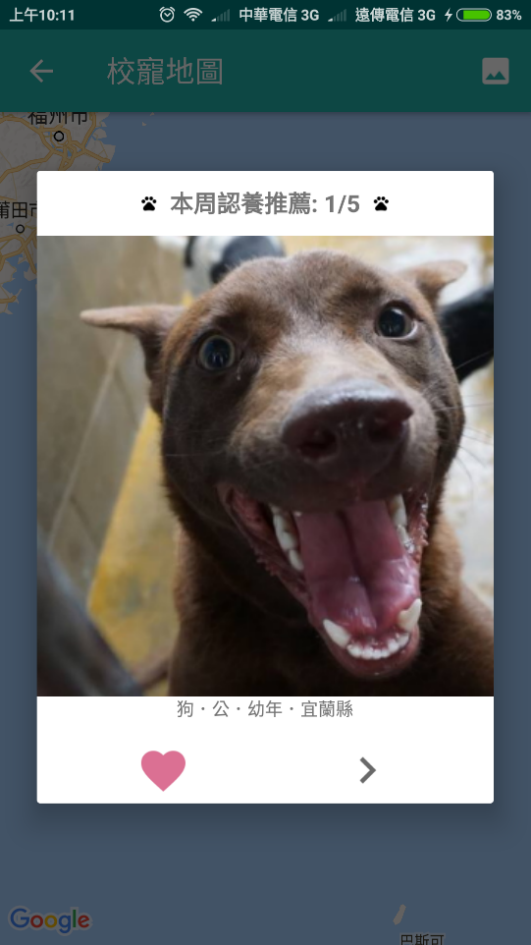 上午10:11 中華電信 3G 遠傳電信 3G 83%
校寵地圖
福州市
莆田市
本周認養推薦: 1/5
狗・公・幼年・宜蘭縣
Google
巴斯可